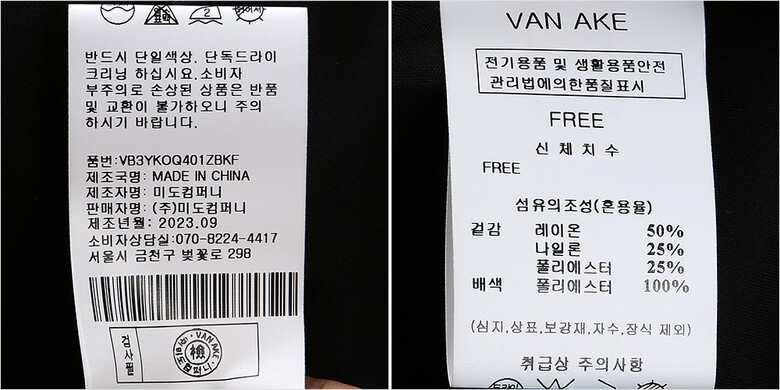 반드시 단일색상, 단독드라이
크리닝 하십시요.소비자
부주의로 손상된 상품은 반품
및 교환이 불가하오니 주의
하시기 바랍니다.
품번:VB3YKOQ401ZBKF
제조국명: MADE IN CHINA
제조자명: 미도컴퍼니
판매자명: (주)미도컴퍼니
제조년월: 2023.09
소비자상담실:070-8224-4417
서울시 금천구 벚꽃로 298
검사필
VAN AKE
檢
VAN AKE
전기용품 및 생활용품안전
관리법에의한품질표시
FREE
신체치수
FREE
섬유의조성(혼용율)
겉감 레이온 50%
나일론 25%
폴리에스터 25%
배색 폴리에스터 100%
(심지,상표,보강재,자수,장식 제외)
취급상 주의사항